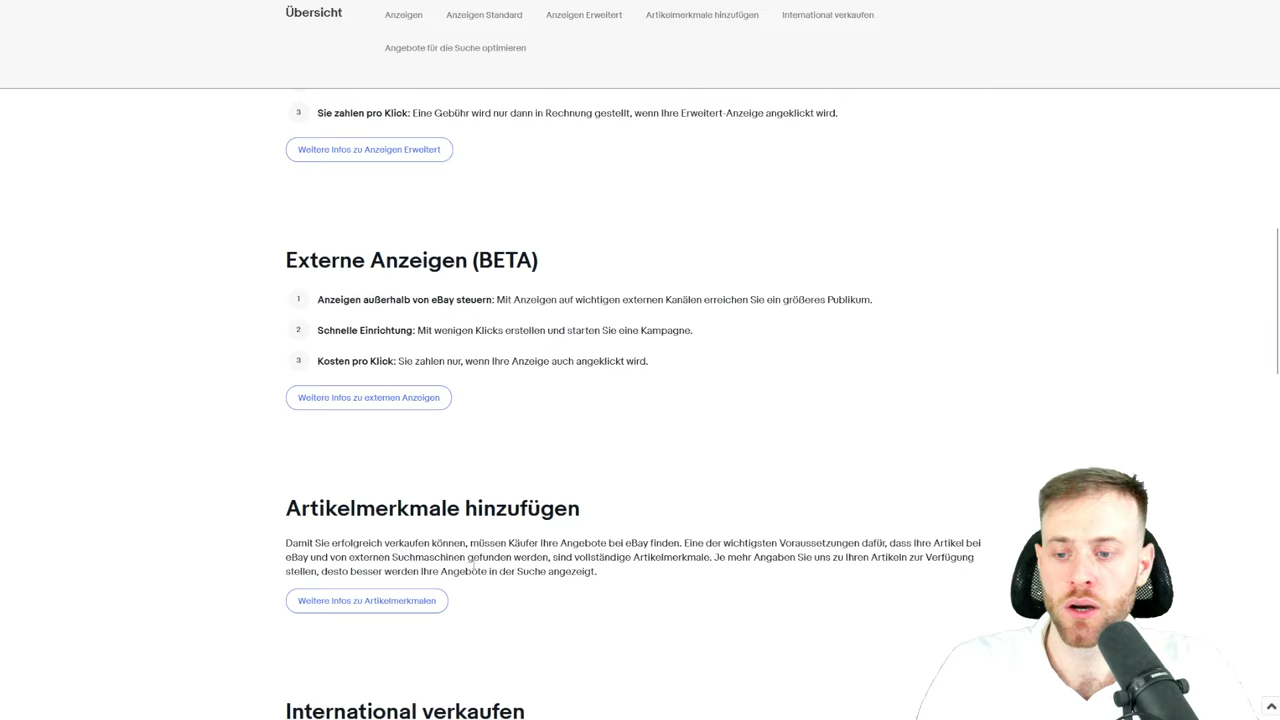 Übersicht
Anzeigen
Anzeigen Standard
Anzeigen Erweitert
Artikelmerkmale hinzufügen
International verkaufen
Angebote für die Suche optimieren
3 Sie zahlen pro Klick: Eine Gebühr wird nur dann in Rechnung gestellt, wenn Ihre Erweitert-Anzeige angeklickt wird.
Weitere Infos zu Anzeigen Erweitert
Externe Anzeigen (BETA)
1 Anzeigen außerhalb von eBay steuern: Mit Anzeigen auf wichtigen externen Kanälen erreichen Sie ein größeres Publikum.
2 Schnelle Einrichtung: Mit wenigen Klicks erstellen und starten Sie eine Kampagne.
3 Kosten pro Klick: Sie zahlen nur, wenn Ihre Anzeige auch angeklickt wird.
Weitere Infos zu externen Anzeigen
Artikelmerkmale hinzufügen
Damit Sie erfolgreich verkaufen können, müssen Käufer Ihre Angebote bei eBay finden. Eine der wichtigsten Voraussetzungen dafür, dass Ihre Artikel bei
eBay und von externen Suchmaschinen gefunden werden, sind vollständige Artikelmerkmale. Je mehr Angaben Sie uns zu Ihren Artikeln zur Verfügung
stellen, desto besser werden Ihre Angebote in der Suche angezeigt.
Weitere Infos zu Artikelmerkmalen
International verkaufen